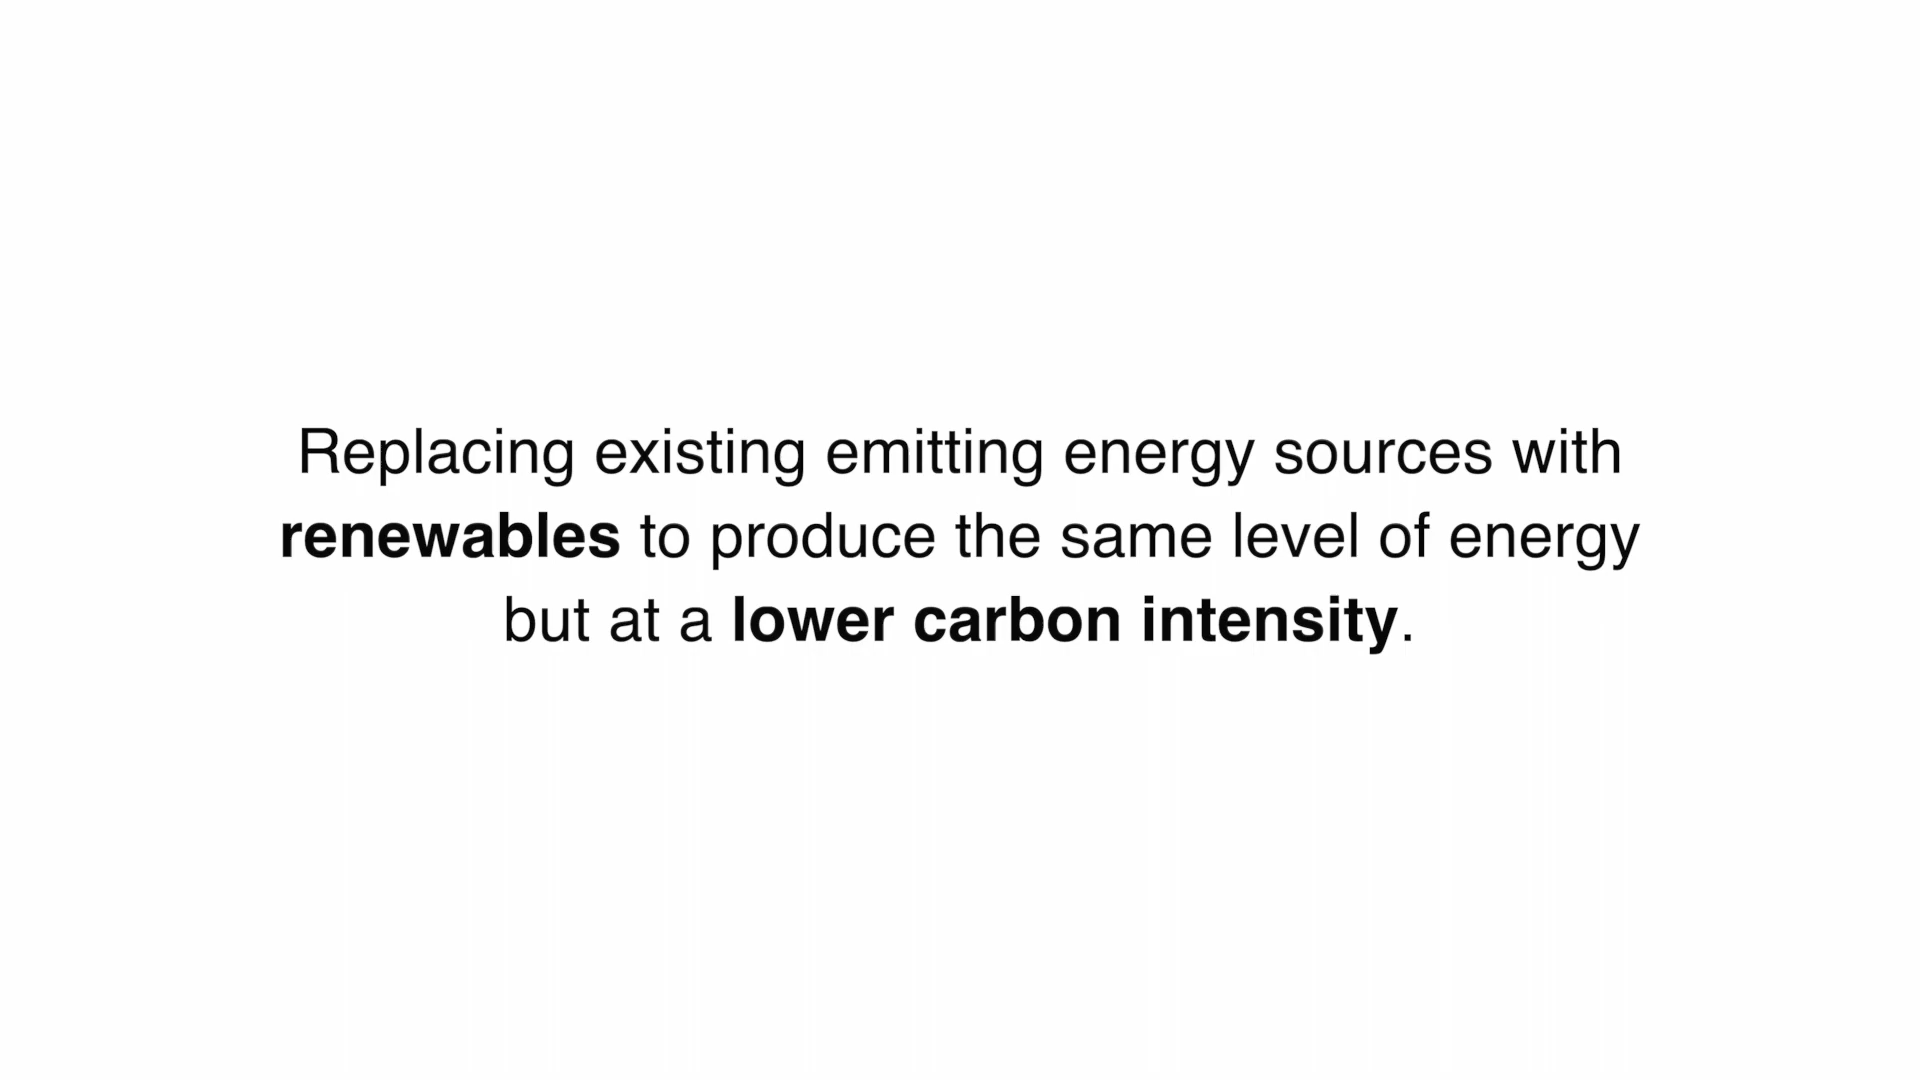 Replacing existing emitting energy sources with
renewables to produce the same level of energy
but at a lower carbon intensity.